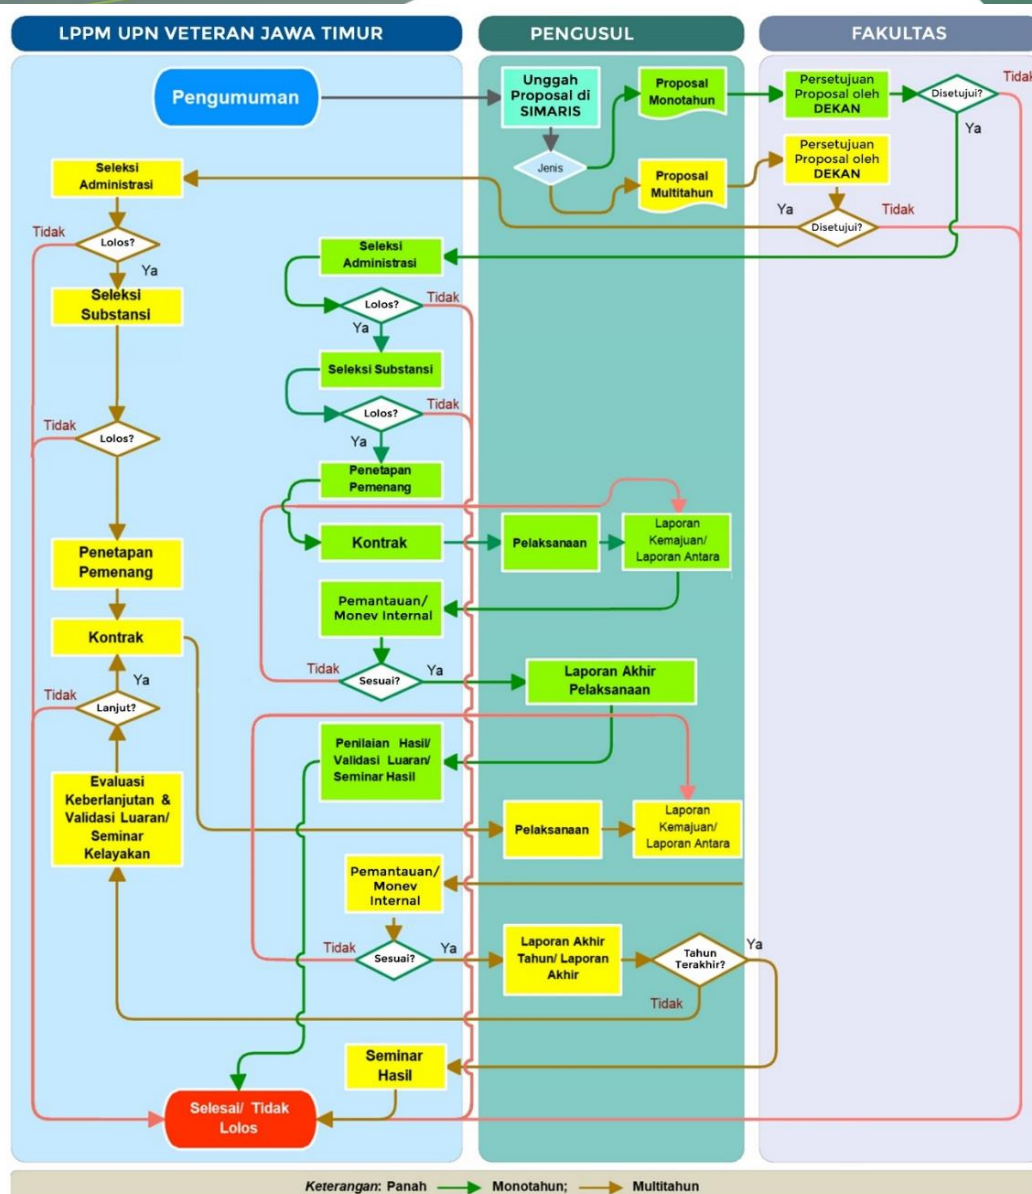 LPPM UPN VETERAN JAWA TIMUR
PENGUSUL
FAKULTAS
Pengumuman
Unggah
Proposal di
SIMARIS
Jenis
Proposal
Monotahun
Persetujuan
Proposal oleh
DEKAN
Disetujui?
Tidak
Ya
Proposal
Multitahun
Persetujuan
Proposal oleh
DEKAN
Ya
Disetujui?
Tidak
Seleksi
Administrasi
Tidak
Lolos?
Ya
Seleksi
Substansi
Tidak
Lolos?
Penetapan
Pemenang
Kontrak
Ya
Tidak
Lanjut?
Evaluasi
Keberlanjutan &
Validasi Luaran/
Seminar
Kelayakan
Seleksi
Administrasi
Lolos?
Tidak
Ya
Seleksi Substansi
Lolos?
Tidak
Ya
Penetapan
Pemenang
Kontrak
Pelaksanaan
Laporan
Kemajuan/
Laporan Antara
Pemantauan/
Monev Internal
Tidak
Sesuai?
Ya
Laporan Akhir
Pelaksanaan
Penilaian Hasil/
Validasi Luaran/
Seminar Hasil
Pelaksanaan
Laporan
Kemajuan/
Laporan Antara
Pemantauan/
Monev
Internal
Tidak
Sesuai?
Ya
Laporan Akhir
Tahun/ Laporan
Akhir
Tahun
Terakhir?
Ya
Tidak
Seminar
Hasil
Selesai/ Tidak
Lolos
Keterangan: Panah Monotahun; Multitahun